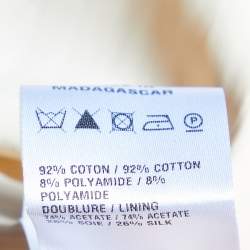 MADAGASCAR
92% COTON / 92% COTTON
8% POLYAMIDE / 8%
POLYAMIDE
DOUBLURE / LINING
74% ACETATE / 74% ACETATE
26% SOIE / 26% SILK